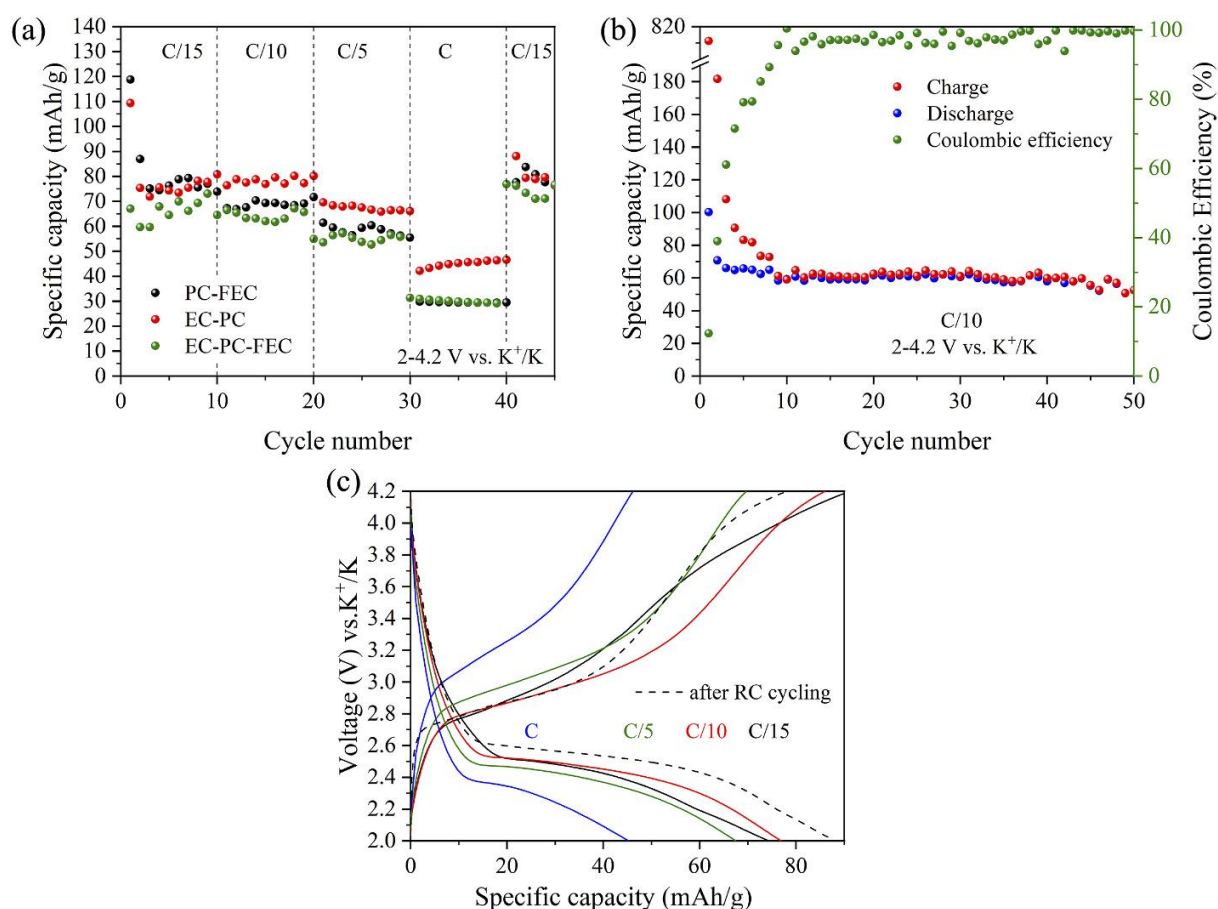 (a)
140
130
120
110
100
90
80
70
60
50
40
30
20
10
0
Specific capacity (mAh/g)
C/15
C/10
C/5
C
C/15
PC-FEC
EC-PC
EC-PC-FEC
2-4.2 V vs. K⁺/K
0 10 20 30 40
Cycle number
(b)
820
180
160
140
120
100
80
60
40
20
0
Specific capacity (mAh/g)
Charge
Discharge
Coulombic efficiency
C/10
2-4.2 V vs. K⁺/K
100
80
60
40
20
0
Coulombic Efficiency (%)
0 10 20 30 40 50
Cycle number
(c)
4.2
4.0
3.8
3.6
3.4
3.2
3.0
2.8
2.6
2.4
2.2
2.0
Voltage (V) vs.K⁺/K
after RC cycling
C C/5 C/10 C/15
0 20 40 60 80
Specific capacity (mAh/g)